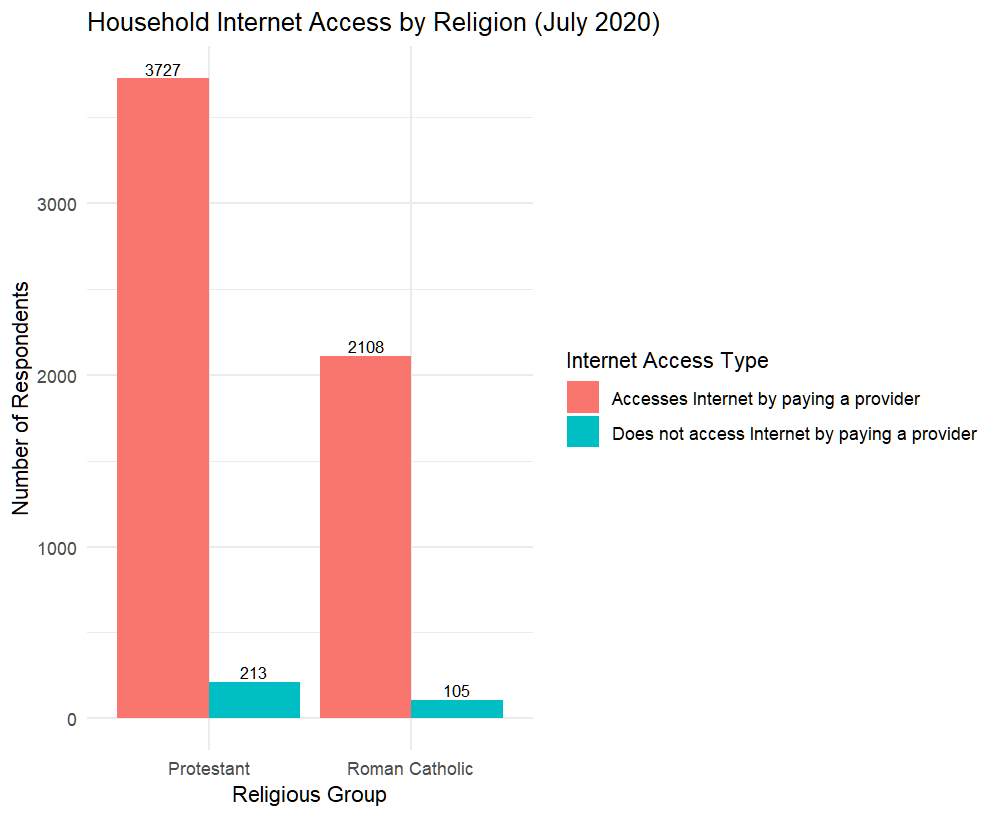 Household Internet Access by Religion (July 2020)
Number of Respondents
3000
2000
1000
0
3727
213
2108
105
Protestant
Roman Catholic
Religious Group
Internet Access Type
Accesses Internet by paying a provider
Does not access Internet by paying a provider